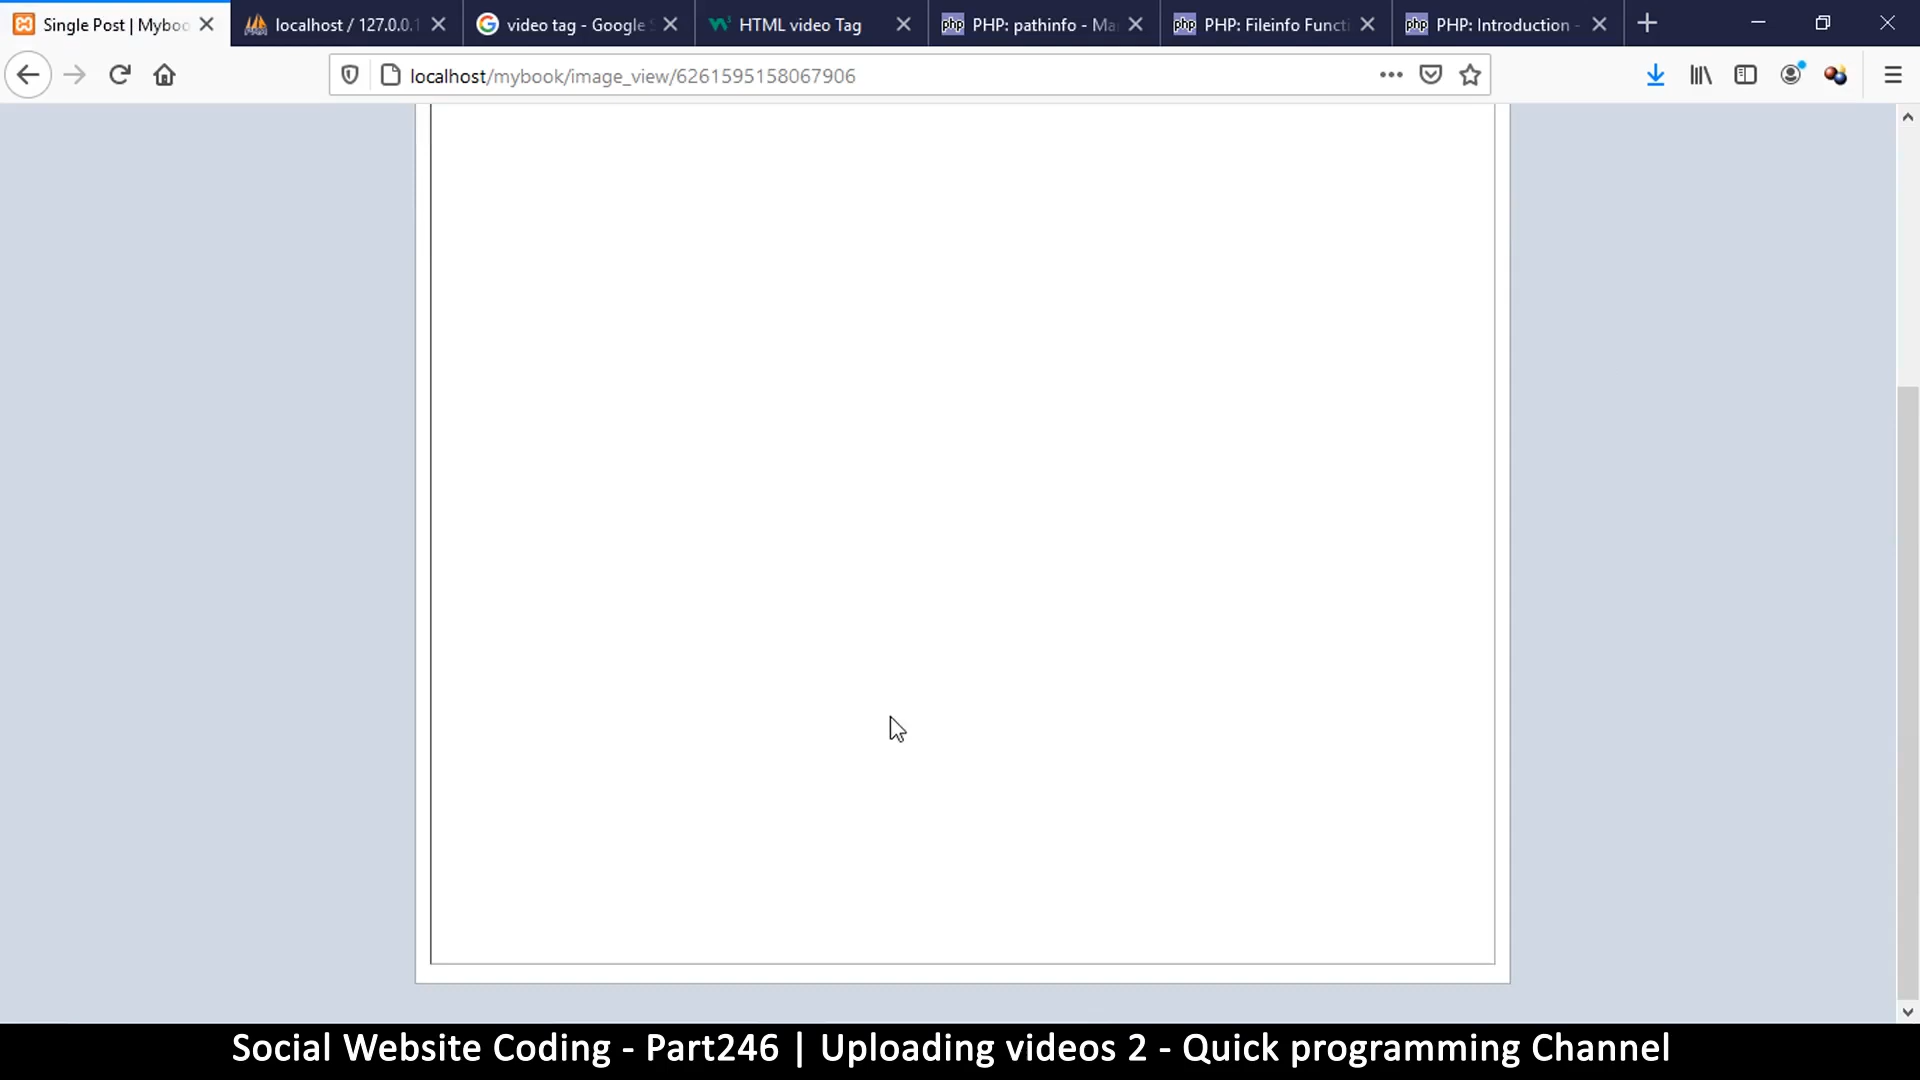 Single Post | Myboo
localhost / 127.0.0.1
video tag - Google S
HTML video Tag
PHP: pathinfo - Ma
PHP: Fileinfo Functi
PHP: Introduction -
localhost/mybook/image_view/6261595158067906
Social Website Coding - Part246 | Uploading videos 2 - Quick programming Channel